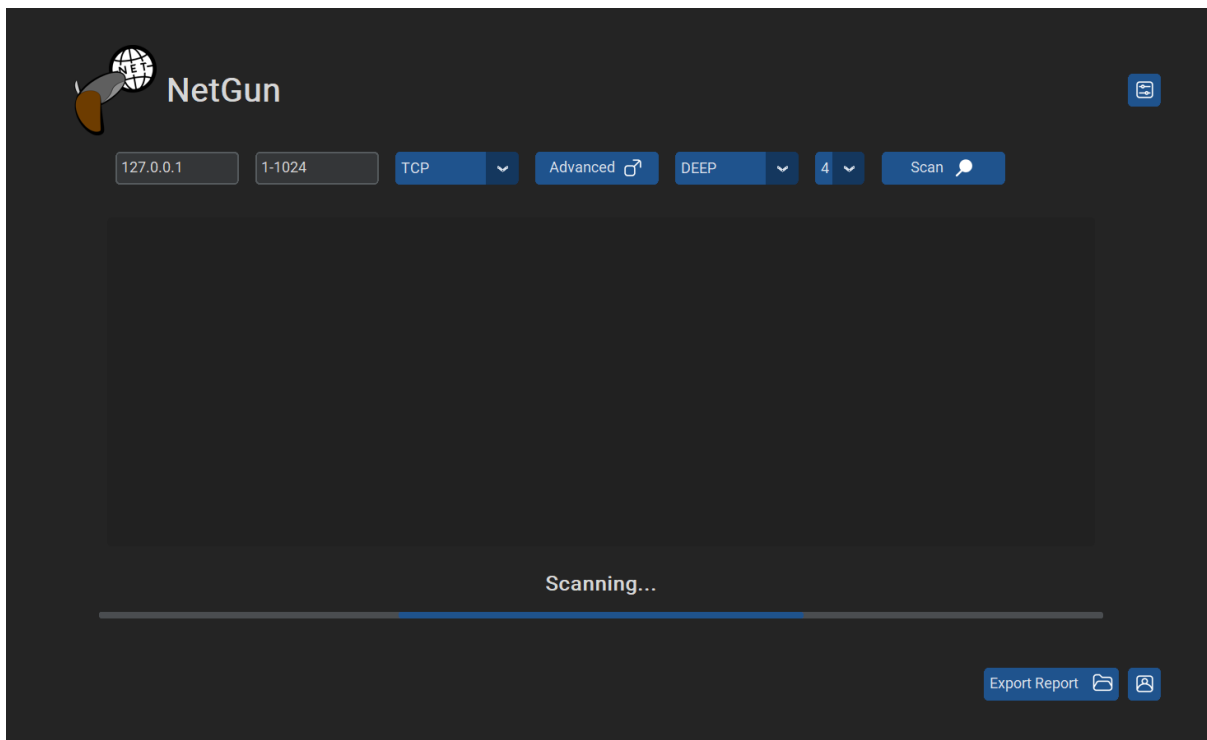 NET
NetGun
127.0.0.1 1-1024 TCP Advanced DEEP 4 Scan
Scanning...
Export Report